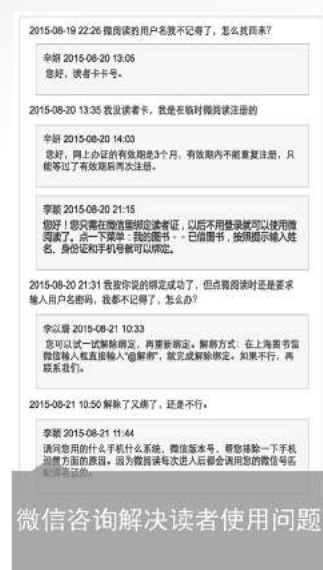 2015-08-19 22:26 微阅读的用户名我不记得了，怎么找回来？
辛妍 2015-08-20 13:05
您好，读者卡卡号。
2015-08-20 13:35 我没读者卡，我是在临时微阅读注册的
辛妍 2015-08-20 14:03
您好，网上办证的有效期是3个月，有效期内不能重复注册，只
能等过了有效期后再次注册。
李颖 2015-08-20 21:15
您好！您只需在微信里绑定读者证，以后不用登录就可以使用微
阅读了。点一下菜单：我的图书 - - 已借图书，按照提示输入姓
名、身份证和手机号就可以绑定。
2015-08-20 21:31 我按你说的绑定成功了，但点微阅读时还是要求
输入用户名密码，我都不记得了，怎么办？
2015-08-21 10:33
您可以试一试解除绑定，再重新绑定。解绑方式：在上海图书馆
微信输入框直接输入“@解绑”，就完成解除绑定。如果不行，再
联系我们。
2015-08-21 10:50 解除了又绑了，还是不行。
李颖 2015-08-21 11:44
请问您用的什么手机什么系统，微信版本号，帮您排除一下手机
设置方面的原因。因为微阅读每次进入后都会调用您的微信号匹
配读者证的。
微信咨询解决读者使用问题